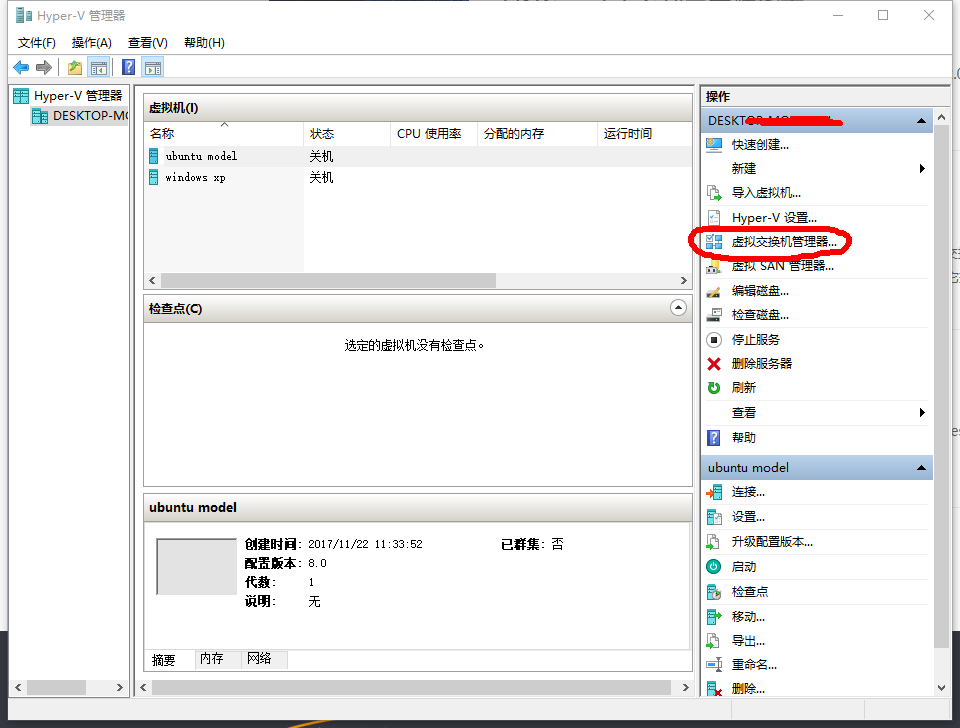 Hyper-V 管理器
文件(F) 操作(A) 查看(V) 帮助(H)
Hyper-V 管理器
DESKTOP-MO
虚拟机(I)
名称 状态 CPU 使用率 分配的内存 运行时间
ubuntu model 关机
windows xp 关机
检查点(C)
选定的虚拟机没有检查点。
ubuntu model
创建时间: 2017/11/22 11:33:52 已群集: 否
配置版本: 8.0
代数: 1
说明: 无
摘要 内存 网络
操作
DESKTOP-MO
快速创建...
新建
导入虚拟机...
Hyper-V 设置...
虚拟交换机管理器...
虚拟 SAN 管理器...
编辑磁盘...
检查磁盘...
停止服务
删除服务器
刷新
查看
帮助
ubuntu model
连接...
设置...
升级配置版本...
启动
检查点
移动...
导出...
重命名...
删除...